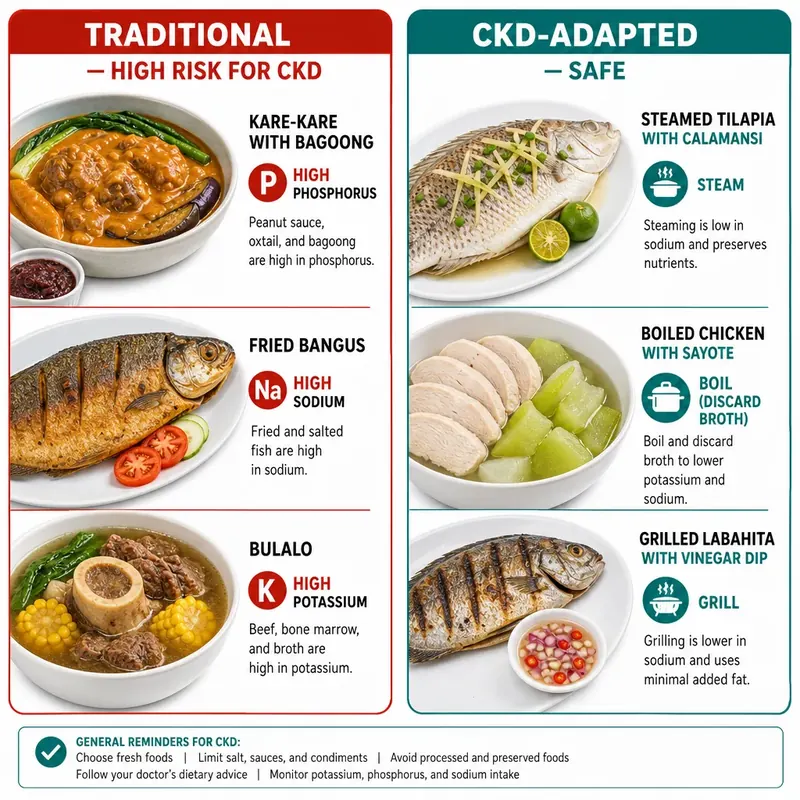 TRADITIONAL
— HIGH RISK FOR CKD
KARE-KARE
WITH BAGOONG
P
HIGH
PHOSPHORUS
Peanut sauce,
oxtail, and bagoong
are high in phosphorus.
FRIED BANGUS
Na
HIGH
SODIUM
Fried and salted
fish are high
in sodium.
BULALO
K
HIGH
POTASSIUM
Beef, bone marrow,
and broth are
high in potassium.
CKD-ADAPTED
— SAFE
STEAMED TILAPIA
WITH CALAMANSI
STEAM
Steaming is low in
sodium and preserves
nutrients.
BOILED CHICKEN
WITH SAYOTE
BOIL
(DISCARD
BROTH)
Boil and discard
broth to lower
potassium and
sodium.
GRILLED LABAHITA
WITH VINEGAR DIP
GRILL
Grilling is lower in
sodium and uses
minimal added fat.
GENERAL REMINDERS FOR CKD:
Choose fresh foods | Limit salt, sauces, and condiments | Avoid processed and preserved foods
Follow your doctor's dietary advice | Monitor potassium, phosphorus, and sodium intake